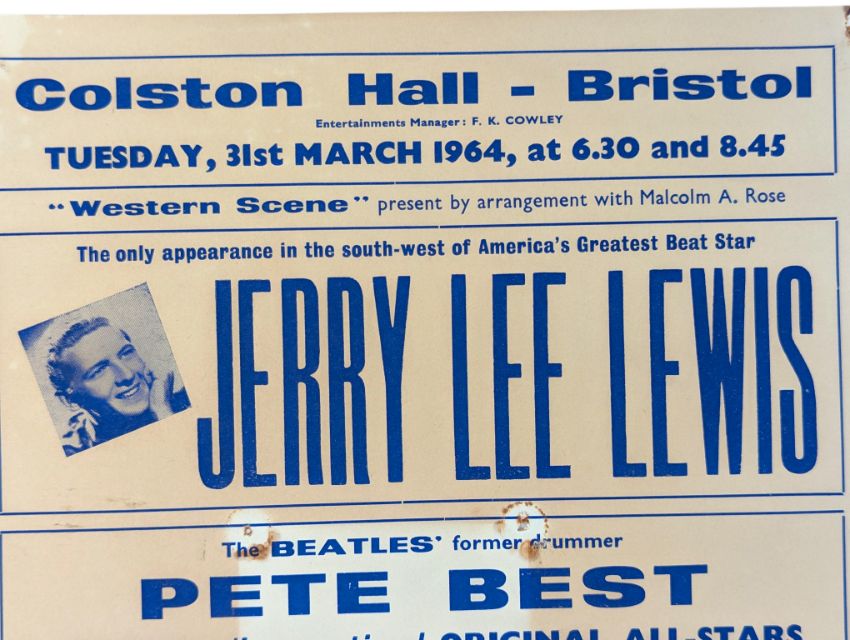 Colston Hall - Bristol
Entertainments Manager: F. K. COWLEY
TUESDAY, 31st MARCH 1964, at 6.30 and 8.45
"Western Scene" present by arrangement with Malcolm A. Rose
The only appearance in the south-west of America's Greatest Beat Star
JERRY LEE LEWIS
The BEATLES' former drummer
PETE BEST
ORIGINAL ALL-STARS